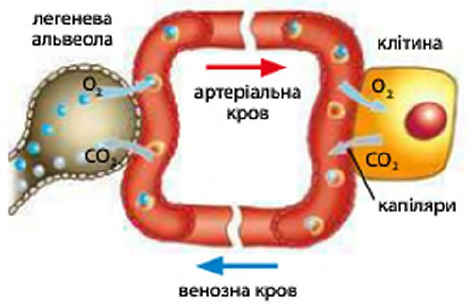 легенева
альвеола
клітина
O₂
O₂
артеріальна
кров
CO₂
CO₂
капіляри
венозна кров